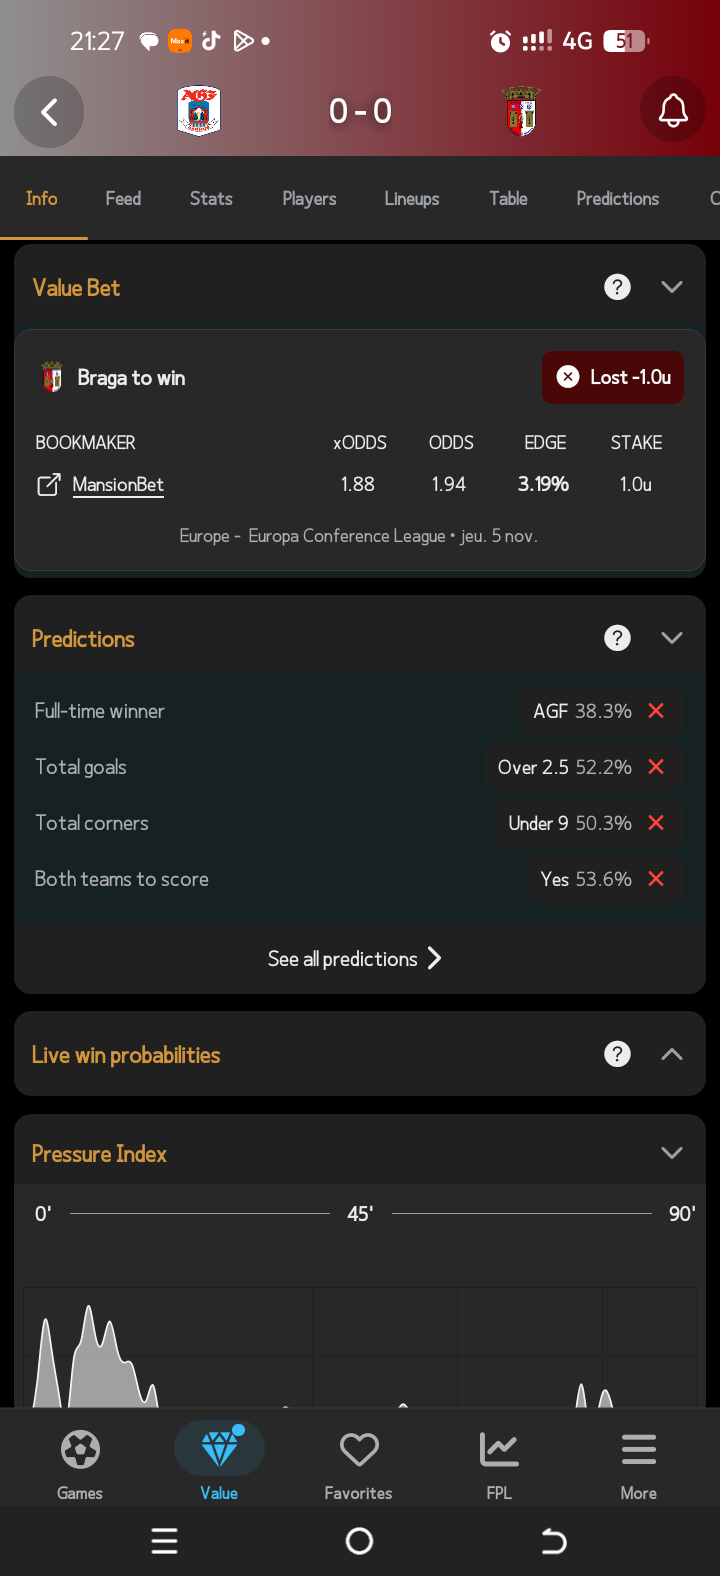 21:27 4G 51
0 - 0
Info Feed Stats Players Lineups Table Predictions
Value Bet ?
Braga to win Lost -1.0u
BOOKMAKER xODDS ODDS EDGE STAKE
MansionBet 1.88 1.94 3.19% 1.0u
Europe - Europa Conference League • jeu. 5 nov.
Predictions ?
Full-time winner AGF 38.3%
Total goals Over 2.5 52.2%
Total corners Under 9 50.3%
Both teams to score Yes 53.6%
See all predictions
Live win probabilities ?
Pressure Index
0' 45' 90'
Games Value Favorites FPL More